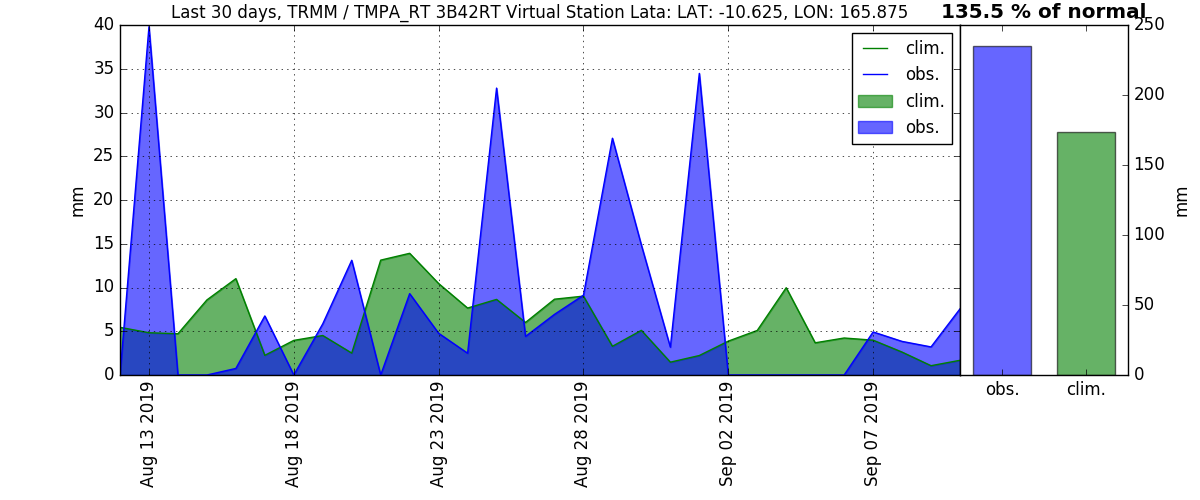 Last 30 days, TRMM / TMPA_RT 3B42RT Virtual Station Lata: LAT: -10.625, LON: 165.875
135.5 % of normal
40
35
30
25
20
15
10
5
0
mm
clim.
obs.
clim.
obs.
Aug 13 2019
Aug 18 2019
Aug 23 2019
Aug 28 2019
Sep 02 2019
Sep 07 2019
250
200
150
100
50
0
mm
obs.
clim.